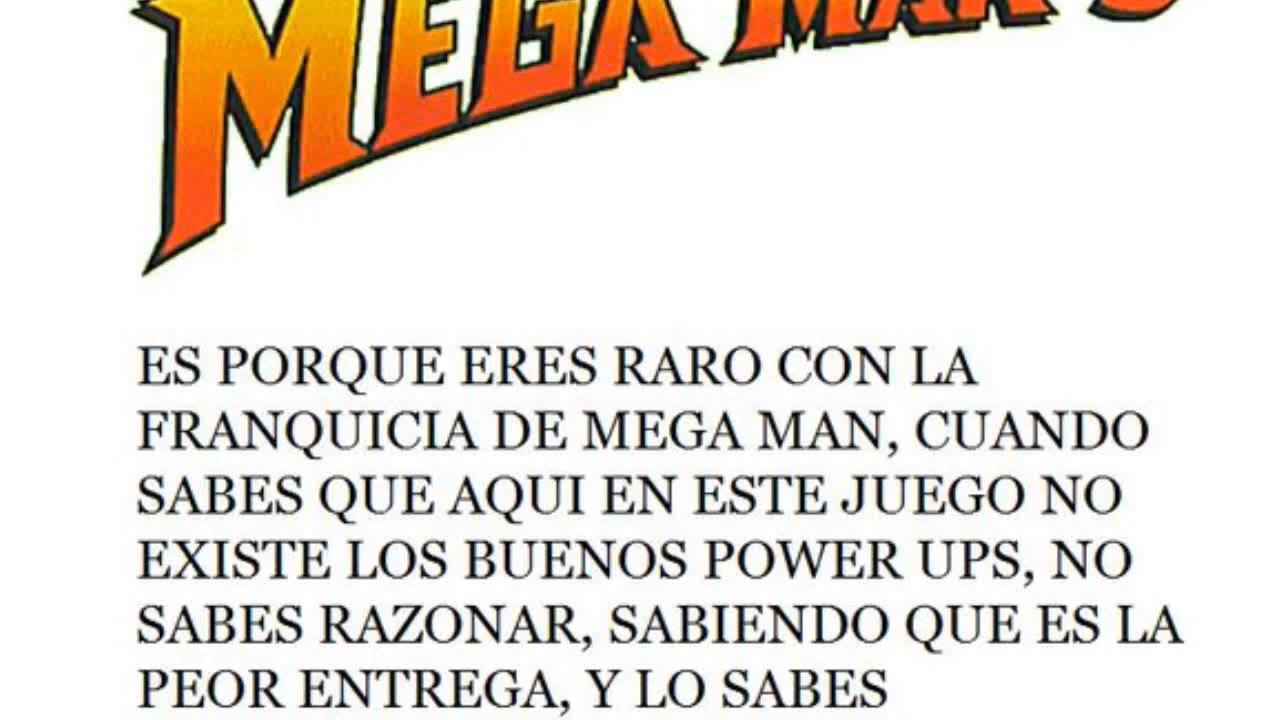 MEGA MAN
ES PORQUE ERES RARO CON LA
FRANQUICIA DE MEGA MAN, CUANDO
SABES QUE AQUI EN ESTE JUEGO NO
EXISTE LOS BUENOS POWER UPS, NO
SABES RAZONAR, SABIENDO QUE ES LA
PEOR ENTREGA, Y LO SABES